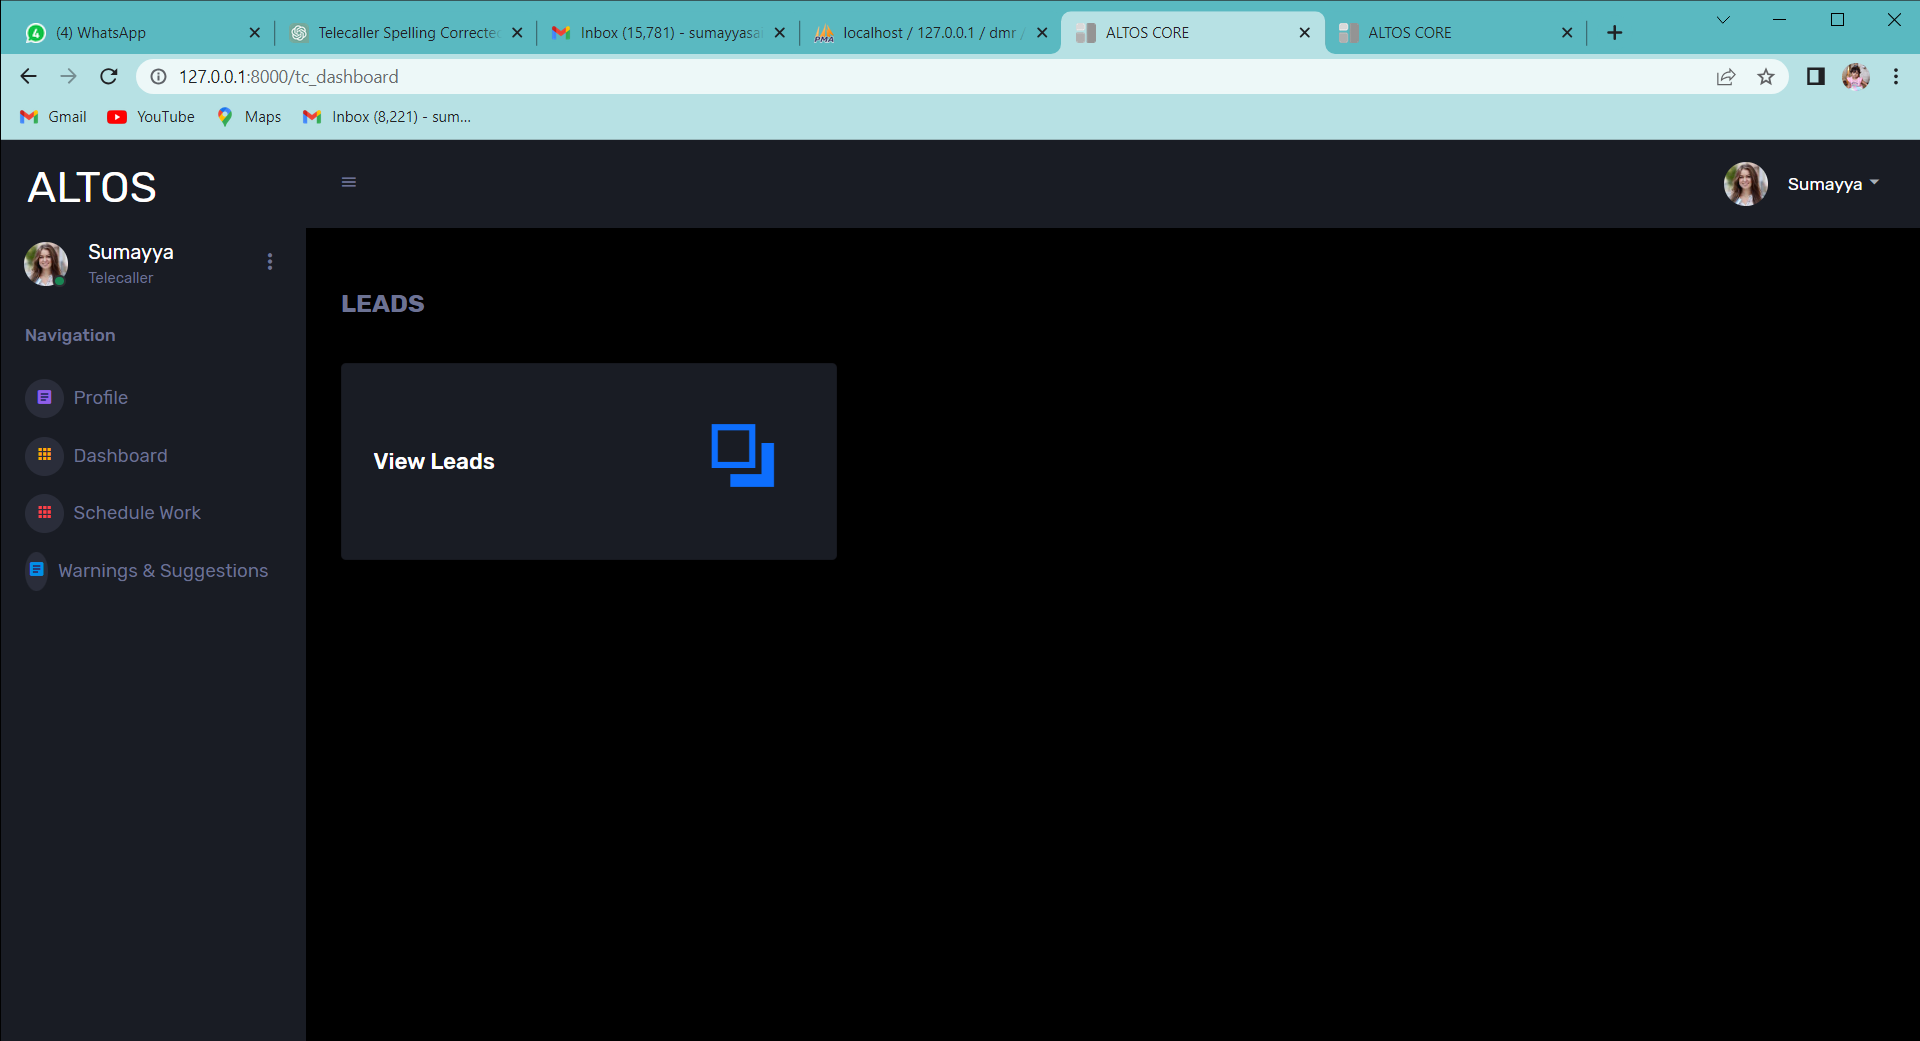 (4) WhatsApp
Telecaller Spelling Corrected
Inbox (15,781) - sumayyasa
localhost / 127.0.0.1 / dmr /
ALTOS CORE
ALTOS CORE
127.0.0.1:8000/tc_dashboard
Gmail
YouTube
Maps
Inbox (8,221) - sum...
ALTOS
Sumayya
Sumayya
Telecaller
Navigation
Profile
Dashboard
Schedule Work
Warnings & Suggestions
LEADS
View Leads